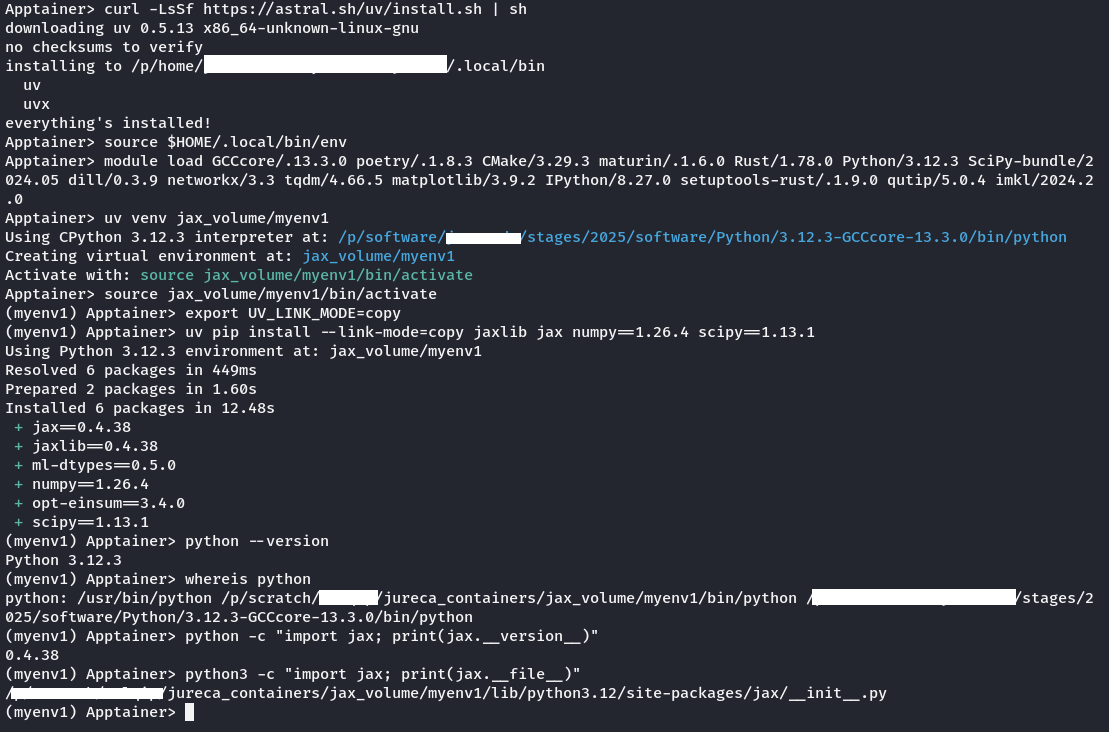 Apptainer> curl -LsSf https://astral.sh/uv/install.sh | sh
downloading uv 0.5.13 x86_64-unknown-linux-gnu
no checksums to verify
installing to /p/home/ /.local/bin
  uv
  uvx
everything's installed!
Apptainer> source $HOME/.local/bin/env
Apptainer> module load GCCcore/.13.3.0 poetry/.1.8.3 CMake/3.29.3 maturin/.1.6.0 Rust/1.78.0 Python/3.12.3 SciPy-bundle/2
024.05 dill/0.3.9 networkx/3.3 tqdm/4.66.5 matplotlib/3.9.2 IPython/8.27.0 setuptools-rust/.1.9.0 qutip/5.0.4 imkl/2024.2
.0
Apptainer> uv venv jax_volume/myenv1
Using CPython 3.12.3 interpreter at: /p/software/ /stages/2025/software/Python/3.12.3-GCCcore-13.3.0/bin/python
Creating virtual environment at: jax_volume/myenv1
Activate with: source jax_volume/myenv1/bin/activate
Apptainer> source jax_volume/myenv1/bin/activate
(myenv1) Apptainer> export UV_LINK_MODE=copy
(myenv1) Apptainer> uv pip install --link-mode=copy jaxlib jax numpy==1.26.4 scipy==1.13.1
Using Python 3.12.3 environment at: jax_volume/myenv1
Resolved 6 packages in 449ms
Prepared 2 packages in 1.60s
Installed 6 packages in 12.48s
 + jax==0.4.38
 + jaxlib==0.4.38
 + ml-dtypes==0.5.0
 + numpy==1.26.4
 + opt-einsum==3.4.0
 + scipy==1.13.1
(myenv1) Apptainer> python --version
Python 3.12.3
(myenv1) Apptainer> whereis python
python: /usr/bin/python /p/scratch/ /jureca_containers/jax_volume/myenv1/bin/python / /stages/2
025/software/Python/3.12.3-GCCcore-13.3.0/bin/python
(myenv1) Apptainer> python -c "import jax; print(jax.__version__)"
0.4.38
(myenv1) Apptainer> python3 -c "import jax; print(jax.__file__)"
/ /jureca_containers/jax_volume/myenv1/lib/python3.12/site-packages/jax/__init__.py
(myenv1) Apptainer>